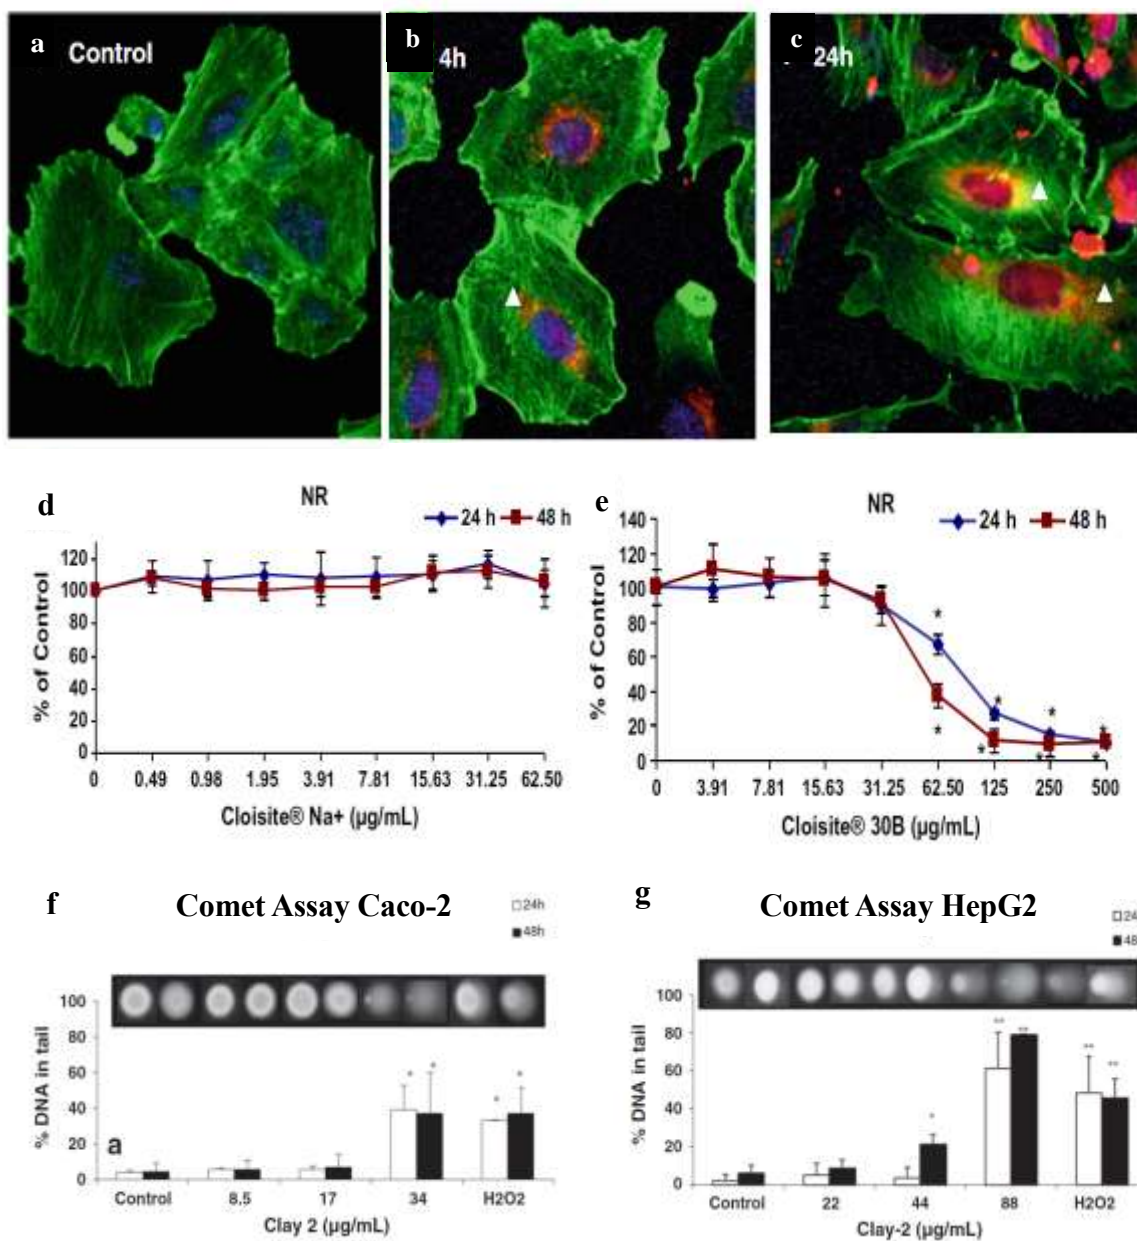 a Control
b 4h
c 24h
d NR
24 h 48 h
120
100
80
60
40
20
0
% of Control
0 0.49 0.98 1.95 3.91 7.81 15.63 31.25 62.50
Cloisite® Na+ (µg/mL)
e NR
24 h 48 h
140
120
100
80
60
40
20
0
% of Control
* * * * * * * *
0 3.91 7.81 15.63 31.25 62.50 125 250 500
Cloisite® 30B (µg/mL)
f Comet Assay Caco-2
24h
48h
100
80
60
40
20
0
% DNA in tail
* * * *
a
Control 8.5 17 34 H2O2
Clay 2 (µg/mL)
g Comet Assay HepG2
24
48
100
80
60
40
20
0
% DNA in tail
* ** ** ** **
Control 22 44 88 H2O2
Clay-2 (µg/mL)